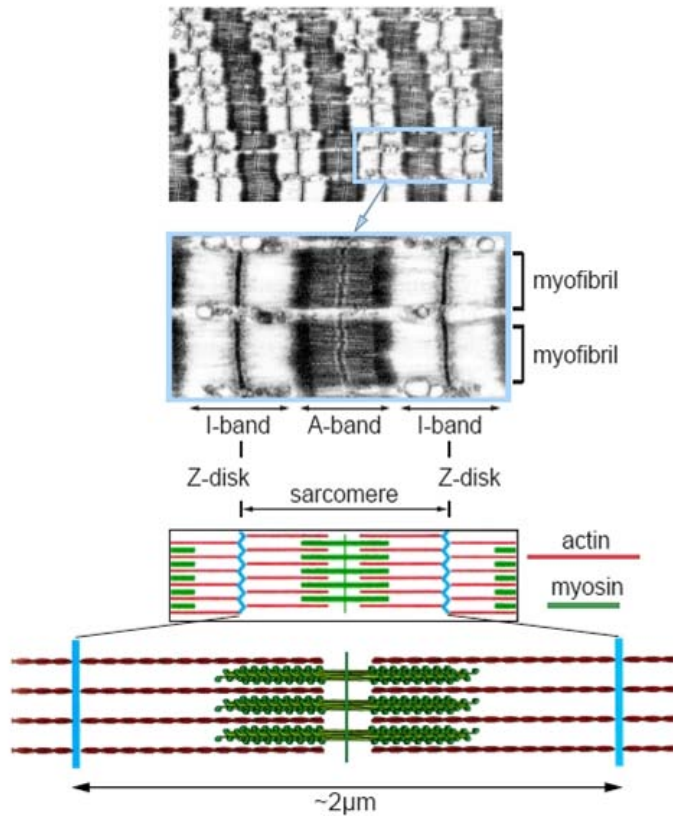 myofibril
myofibril
I-band A-band I-band
Z-disk Z-disk
sarcomere
actin
myosin
~2µm